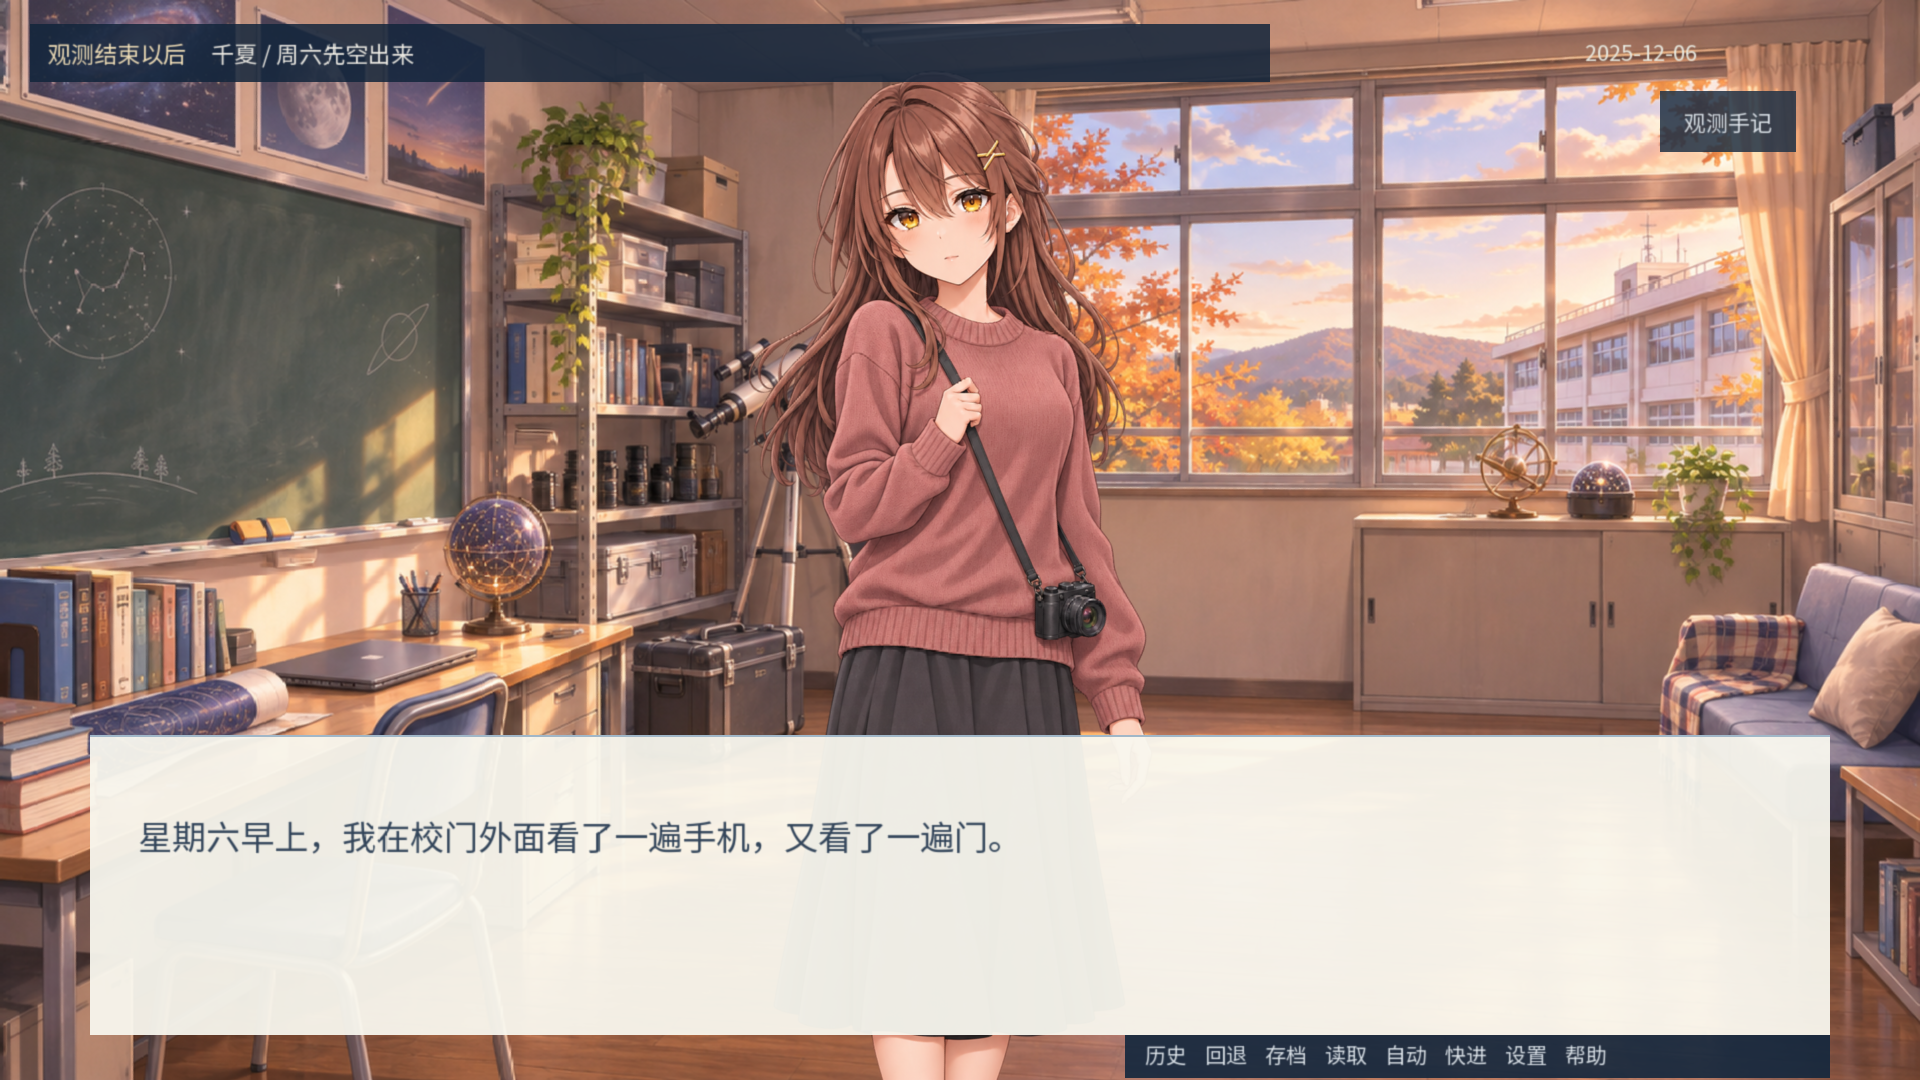 观测结束以后 千夏 / 周六先空出来
2025-12-06
观测手记
星期六早上，我在校门外面看了一遍手机，又看了一遍门。
历史 回退 存档 读取 自动 快进 设置 帮助